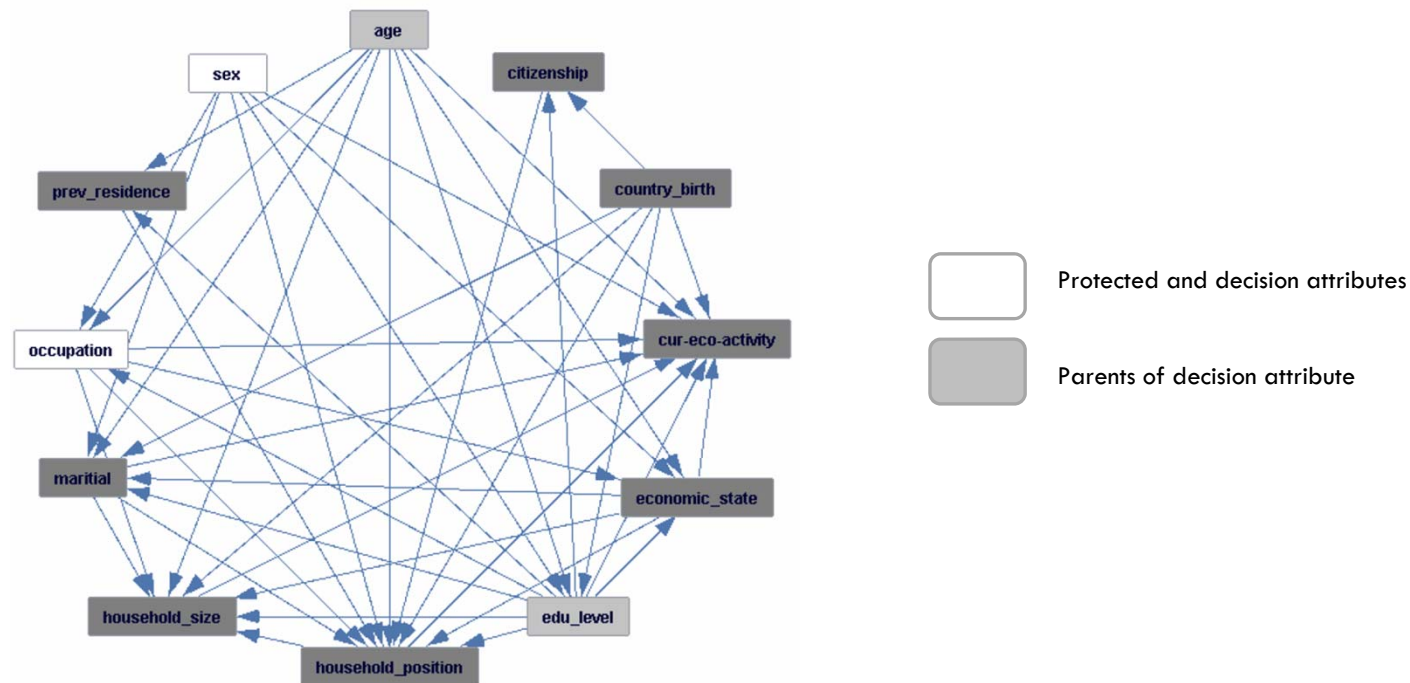 age
sex
citizenship
prev_residence
country_birth
Protected and decision attributes
occupation
cur-eco-activity
Parents of decision attribute
maritial
economic_state
household_size
edu_level
household_position